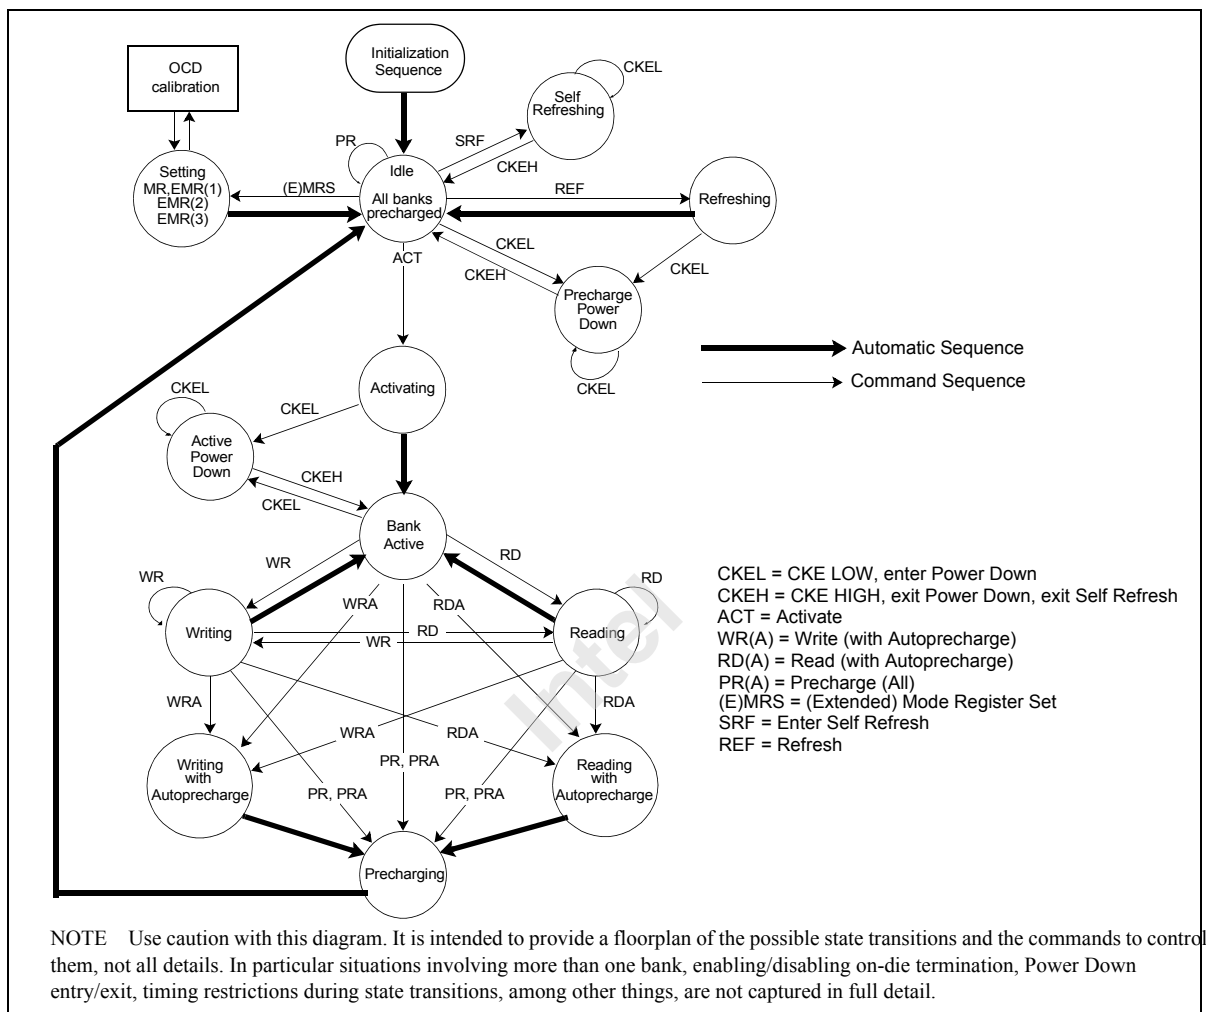 Initialization
Sequence
OCD
calibration
CKEL
Self
Refreshing
PR
SRF
CKEH
Idle
All banks
precharged
Setting
MR,EMR(1)
EMR(2)
EMR(3)
(E)MRS
REF
Refreshing
CKEL
CKEH
ACT
CKEL
Precharge
Power
Down
CKEL
Automatic Sequence
Command Sequence
Activating
CKEL
CKEL
Active
Power
Down
CKEH
CKEL
Bank
Active
WR
RD
WR
RD
WRA
RDA
Writing
RD
WR
Reading
CKEL = CKE LOW, enter Power Down
CKEH = CKE HIGH, exit Power Down, exit Self Refresh
ACT = Activate
WR(A) = Write (with Autoprecharge)
RD(A) = Read (with Autoprecharge)
PR(A) = Precharge (All)
(E)MRS = (Extended) Mode Register Set
SRF = Enter Self Refresh
REF = Refresh
Intel
WRA
RDA
WRA
RDA
PR, PRA
Writing
with
Autoprecharge
Reading
with
Autoprecharge
PR, PRA
PR, PRA
Precharging
NOTE Use caution with this diagram. It is intended to provide a floorplan of the possible state transitions and the commands to control
them, not all details. In particular situations involving more than one bank, enabling/disabling on-die termination, Power Down
entry/exit, timing restrictions during state transitions, among other things, are not captured in full detail.